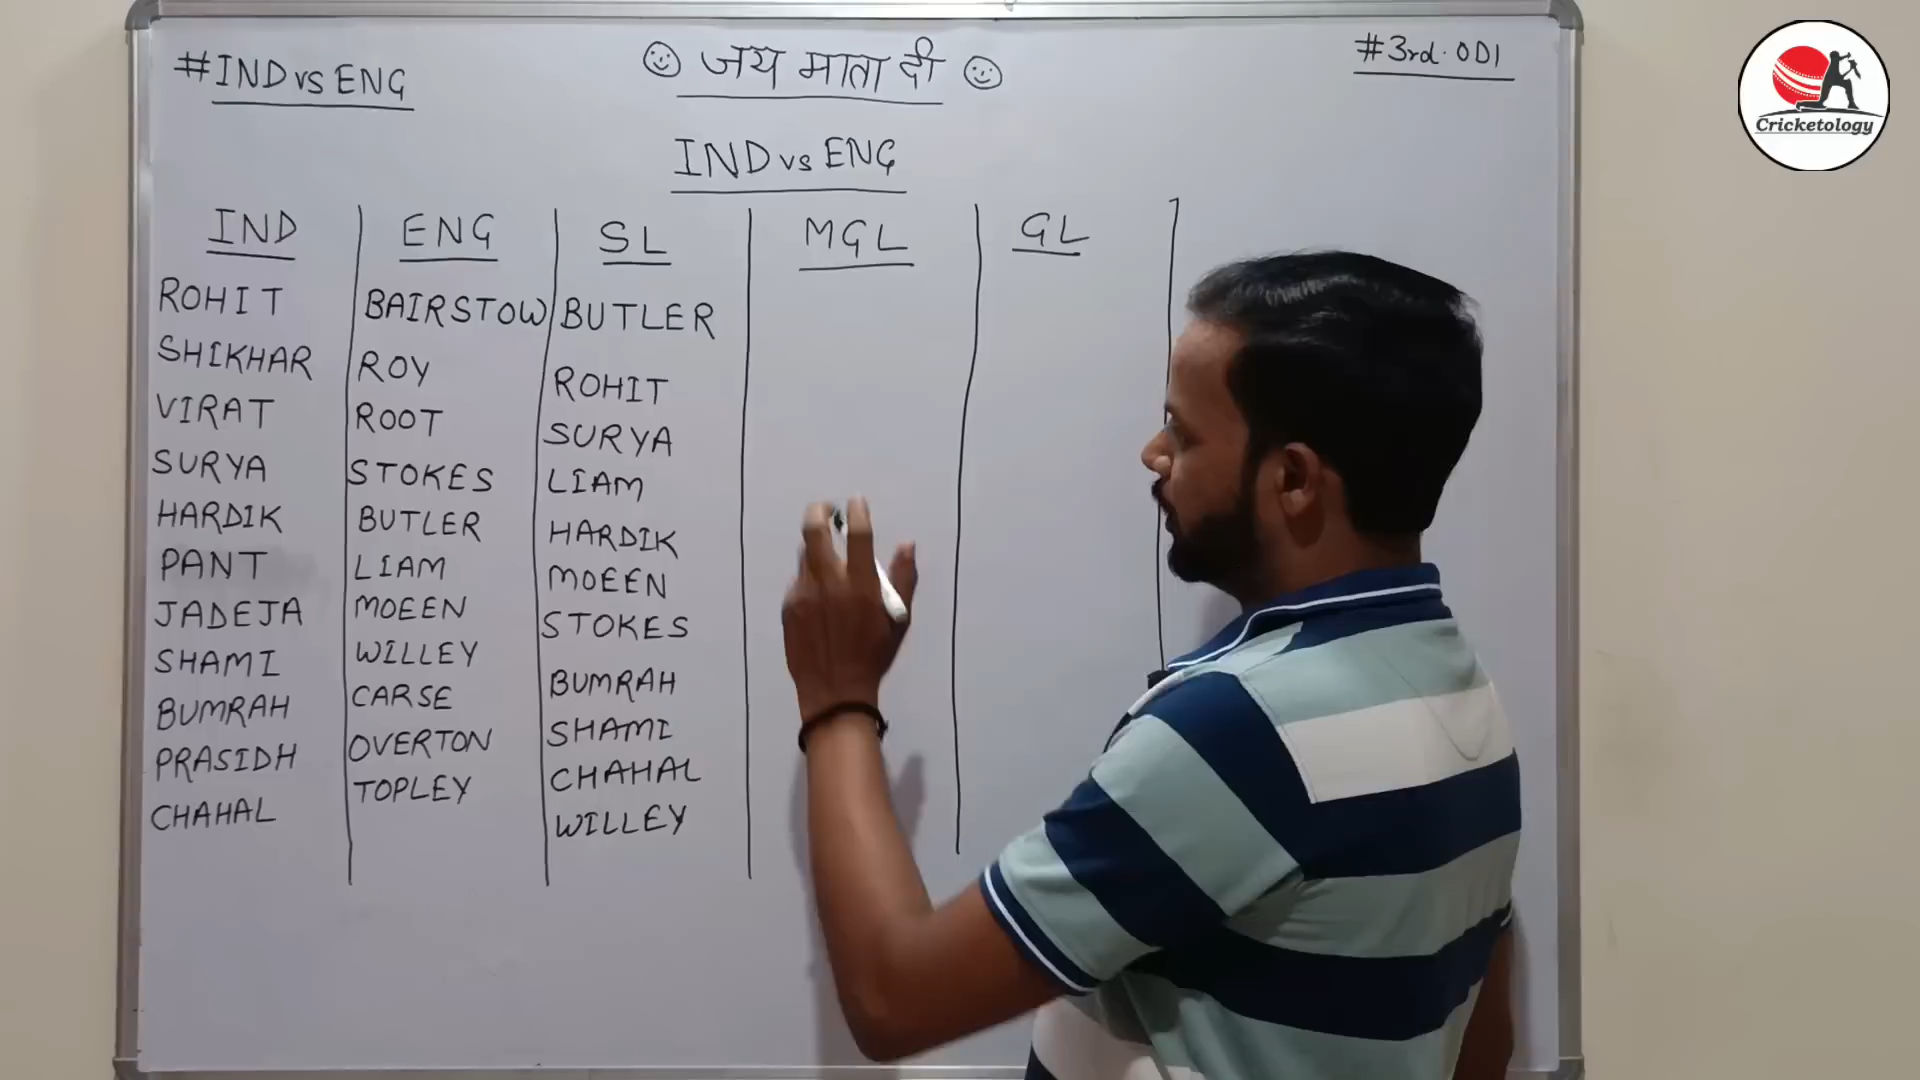 #IND vs ENG
जय माता दी
#3rd. ODI
Cricketology
IND vs ENG
IND
ROHIT
SHIKHAR
VIRAT
SURYA
HARDIK
PANT
JADEJA
SHAMI
BUMRAH
PRASIDH
CHAHAL
ENG
BAIRSTOW
ROY
ROOT
STOKES
BUTLER
LIAM
MOEEN
WILLEY
CARSE
OVERTON
TOPLEY
SL
BUTLER
ROHIT
SURYA
LIAM
HARDIK
MOEEN
STOKES
BUMRAH
SHAMI
CHAHAL
WILLEY
MGL
GL